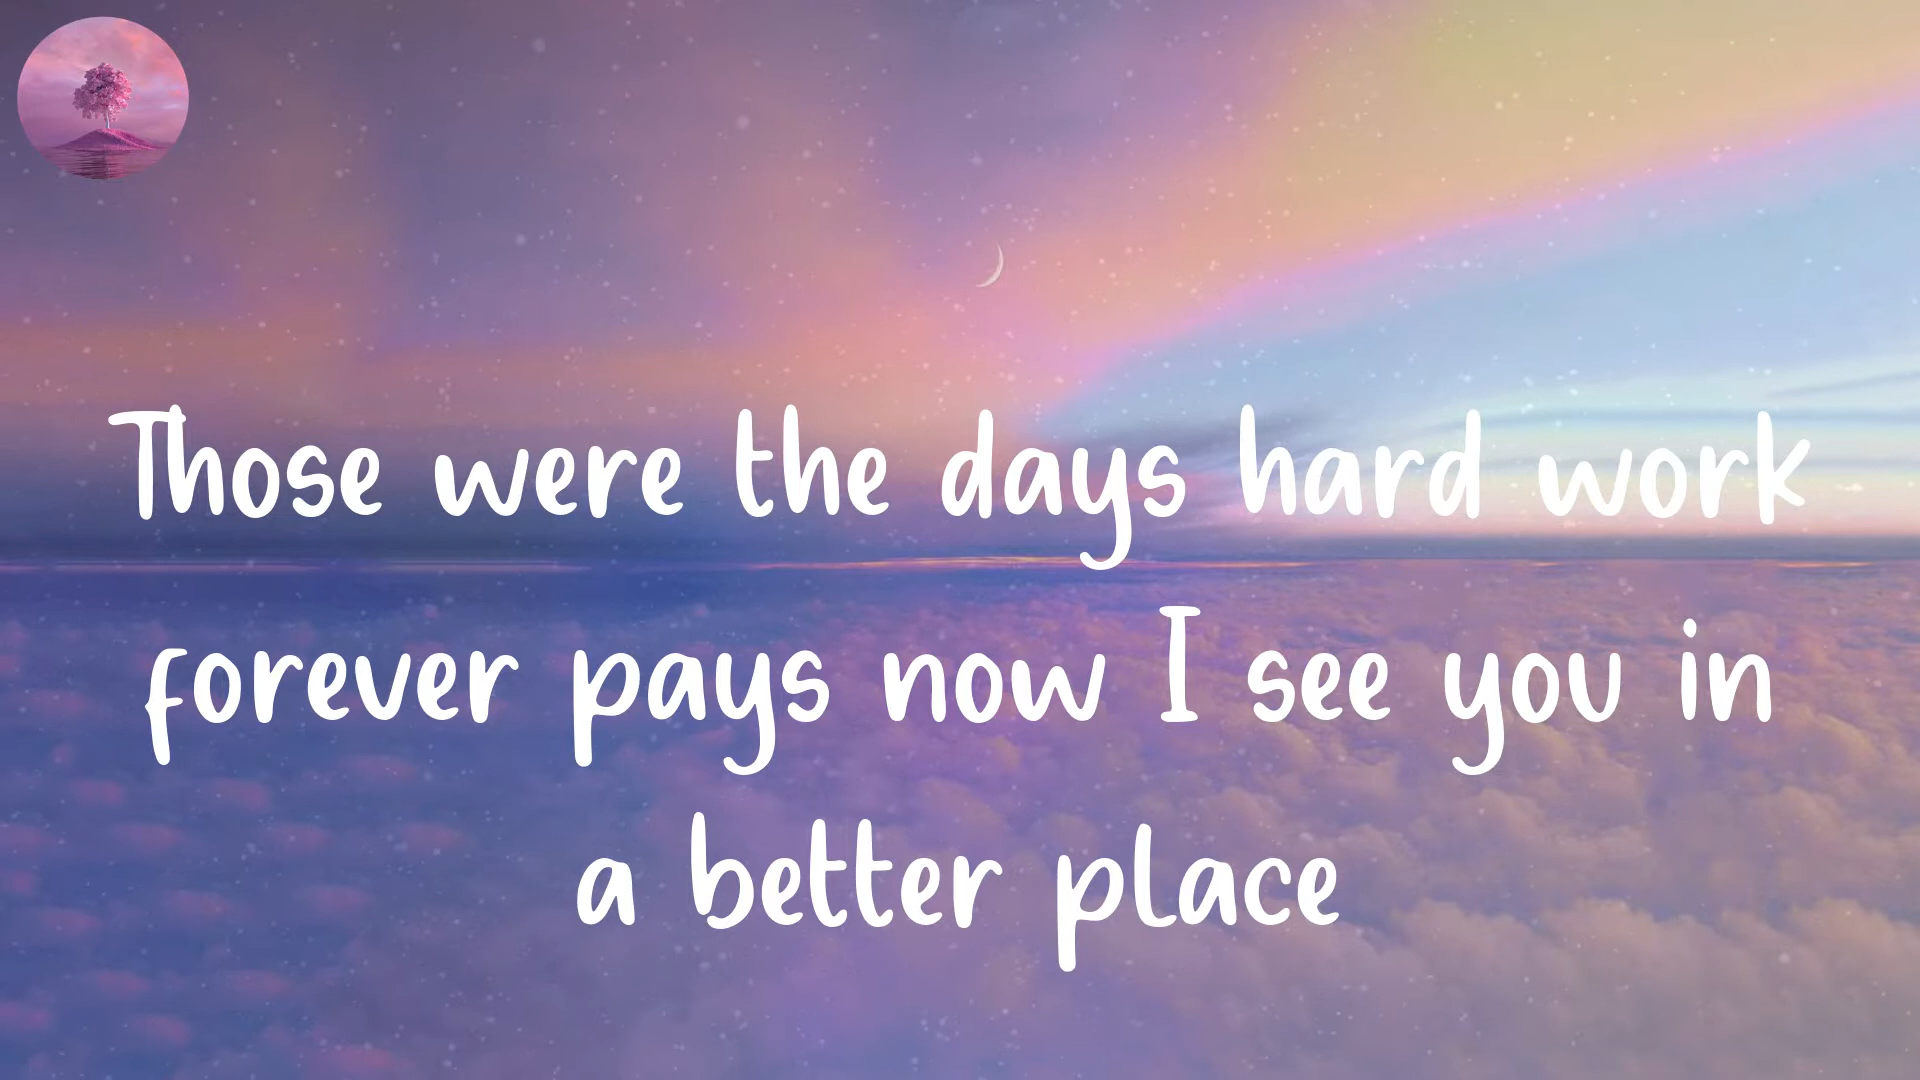 Those were the days hard work
forever pays now I see you in
a better place